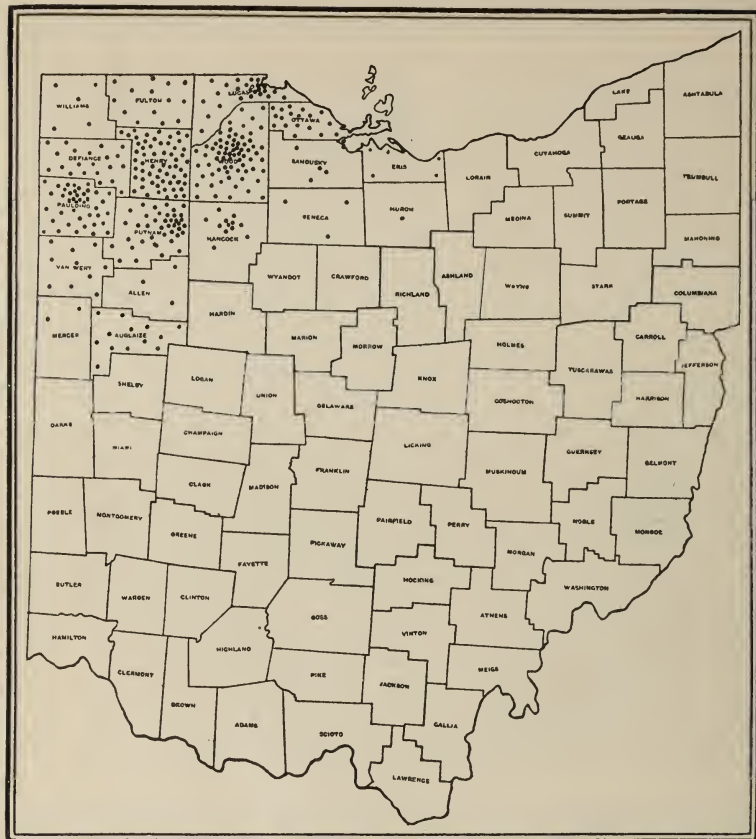 LAKE
ASHTABULA
LUCAS
FULTON
WILLIAMS
OTTAWA
GEAUGA
CUYAHOGA
DEFIANCE
HENRY
WOOD
SANDUSKY
ERIE
LORAIN
TRUMBULL
PAULDING
PORTAGE
SUMMIT
MEDINA
SENECA
HURON
PUTNAM
HANCOCK
MAHONING
VAN WERT
WYANDOT
CRAWFORD
ASHLAND
RICHLAND
WAYNE
STARK
COLUMBIANA
ALLEN
HARDIN
MERCER
AUGLAIZE
MARION
MORROW
HOLMES
CARROLL
TUSCARAWAS
JEFFERSON
SHELBY
LOGAN
UNION
KNOX
DELAWARE
COSHOCTON
HARRISON
DARKE
CHAMPAIGN
MIAMI
LICKING
GUERNSEY
BELMONT
FRANKLIN
MUSKINGUM
CLARK
MADISON
PREBLE
MONTGOMERY
FAIRFIELD
PERRY
NOBLE
MONROE
GREENE
PICKAWAY
MORGAN
FAYETTE
HOCKING
WASHINGTON
BUTLER
WARREN
CLINTON
ROSS
ATHENS
HAMILTON
HIGHLAND
VINTON
MEIGS
CLERMONT
PIKE
JACKSON
BROWN
ADAMS
SCIOTO
GALLIA
LAWRENCE